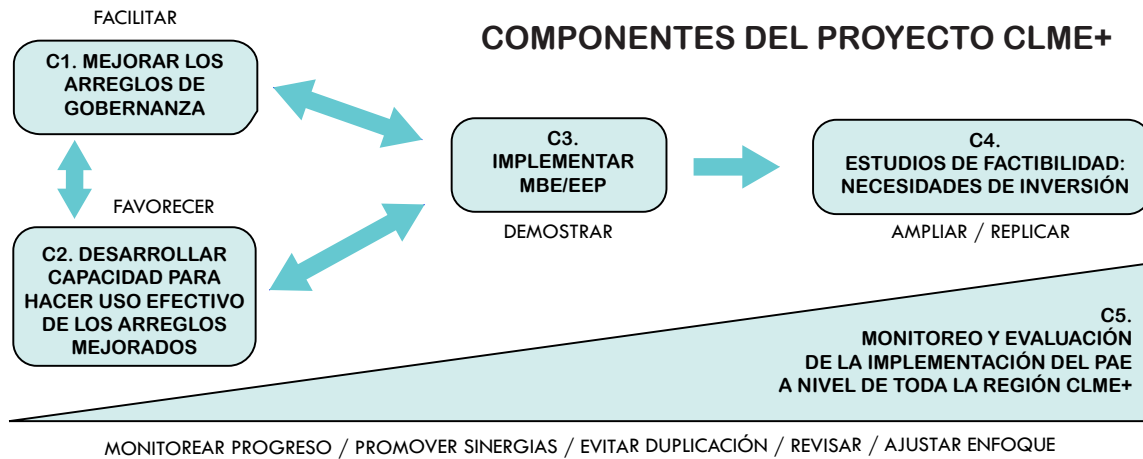 COMPONENTES DEL PROYECTO CLME+
FACILITAR
C1. MEJORAR LOS
ARREGLOS DE
GOBERNANZA
FAVORECER
C2. DESARROLLAR
CAPACIDAD PARA
HACER USO EFECTIVO
DE LOS ARREGLOS
MEJORADOS
C3.
IMPLEMENTAR
MBE/EEP
DEMOSTRAR
C4.
ESTUDIOS DE FACTIBILIDAD:
NECESIDADES DE INVERSIÓN
AMPLIAR / REPLICAR
C5.
MONITOREO Y EVALUACIÓN
DE LA IMPLEMENTACIÓN DEL PAE
A NIVEL DE TODA LA REGIÓN CLME+
MONITOREAR PROGRESO / PROMOVER SINERGIAS / EVITAR DUPLICACIÓN / REVISAR / AJUSTAR ENFOQUE